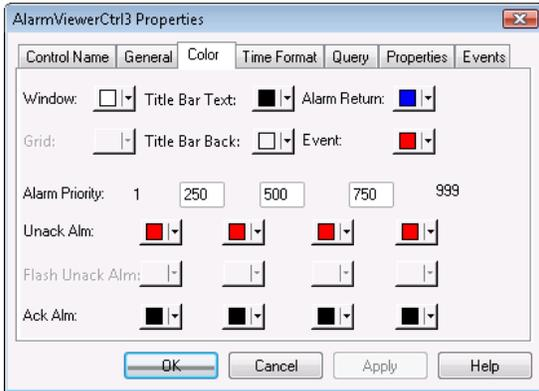 AlarmViewerCtrl3 Properties
Control Name General Color Time Format Query Properties Events
Window: Title Bar Text: Alarm Return:
Grid: Title Bar Back: Event:
Alarm Priority: 1 250 500 750 999
Unack Alm:
Flash Unack Alm:
Ack Alm:
OK Cancel Apply Help